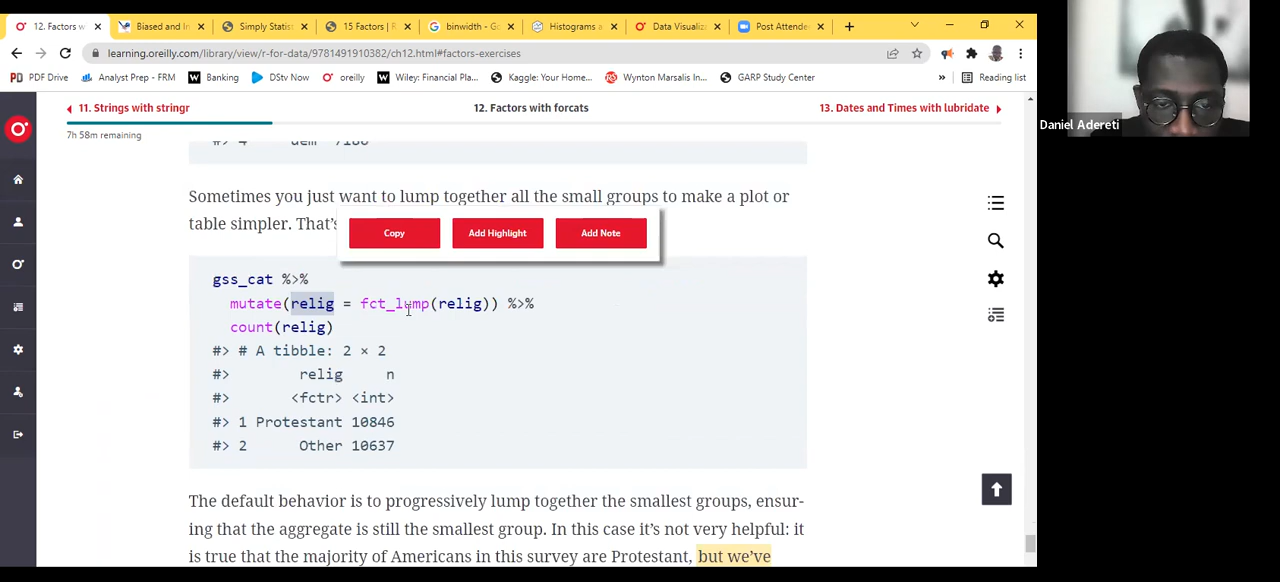 12. Factors w
Biased and In
Simply Statis
15 Factors | R
binwidth - Go
Histograms a
Data Visualiz
Post Attende
learning.oreilly.com/library/view/r-for-data/9781491910382/ch12.html#factors-exercises
PDF Drive
Analyst Prep - FRM
Banking
DStv Now
oreilly
Wiley: Financial Pla...
Kaggle: Your Home...
Wynton Marsalis In...
GARP Study Center
»
Reading list
Daniel Adereti
11. Strings with stringr
12. Factors with forcats
13. Dates and Times with lubridate
7h 58m remaining
Sometimes you just want to lump together all the small groups to make a plot or
table simpler. That's
Copy
Add Highlight
Add Note
gss_cat %>%
mutate(relig = fct_lump(relig)) %>%
count(relig)
#> # A tibble: 2 × 2
#> relig n
#> <fctr> <int>
#> 1 Protestant 10846
#> 2 Other 10637
The default behavior is to progressively lump together the smallest groups, ensur-
ing that the aggregate is still the smallest group. In this case it's not very helpful: it
is true that the majority of Americans in this survey are Protestant, but we've